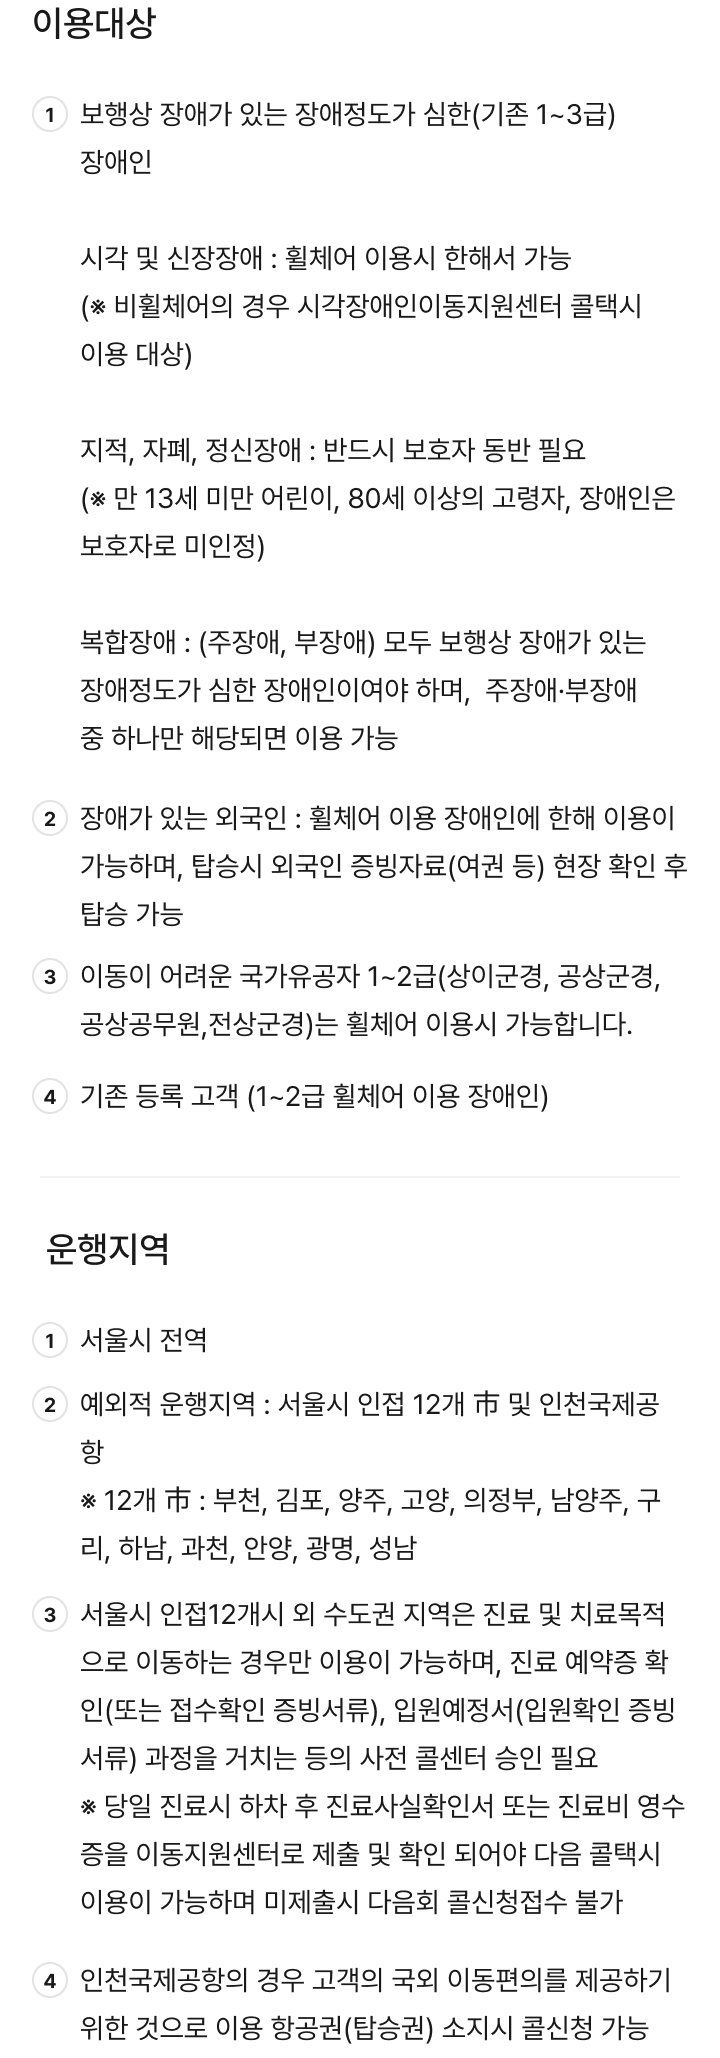 이용대상
1 보행상 장애가 있는 장애정도가 심한(기존 1~3급)
장애인
시각 및 신장장애 : 휠체어 이용시 한해서 가능
(※ 비휠체어의 경우 시각장애인이동지원센터 콜택시
이용 대상)
지적, 자폐, 정신장애 : 반드시 보호자 동반 필요
(※ 만 13세 미만 어린이, 80세 이상의 고령자, 장애인은
보호자로 미인정)
복합장애 : (주장애, 부장애) 모두 보행상 장애가 있는
장애정도가 심한 장애인이여야 하며,  주장애·부장애
중 하나만 해당되면 이용 가능
2 장애가 있는 외국인 : 휠체어 이용 장애인에 한해 이용이
가능하며, 탑승시 외국인 증빙자료(여권 등) 현장 확인 후
탑승 가능
3 이동이 어려운 국가유공자 1~2급(상이군경, 공상군경,
공상공무원,전상군경)는 휠체어 이용시 가능합니다.
4 기존 등록 고객 (1~2급 휠체어 이용 장애인)
운행지역
1 서울시 전역
2 예외적 운행지역 : 서울시 인접 12개 市 및 인천국제공
항
※ 12개 市 : 부천, 김포, 양주, 고양, 의정부, 남양주, 구
리, 하남, 과천, 안양, 광명, 성남
3 서울시 인접12개시 외 수도권 지역은 진료 및 치료목적
으로 이동하는 경우만 이용이 가능하며, 진료 예약증 확
인(또는 접수확인 증빙서류), 입원예정서(입원확인 증빙
서류) 과정을 거치는 등의 사전 콜센터 승인 필요
※ 당일 진료시 하차 후 진료사실확인서 또는 진료비 영수
증을 이동지원센터로 제출 및 확인 되어야 다음 콜택시
이용이 가능하며 미제출시 다음회 콜신청접수 불가
4 인천국제공항의 경우 고객의 국외 이동편의를 제공하기
위한 것으로 이용 항공권(탑승권) 소지시 콜신청 가능